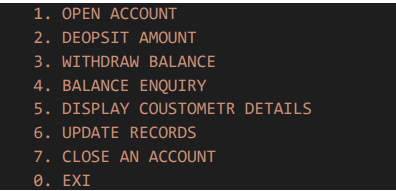 1. OPEN ACCOUNT
2. DEOPSIT AMOUNT
3. WITHDRAW BALANCE
4. BALANCE ENQUIRY
5. DISPLAY COUSTOMETR DETAILS
6. UPDATE RECORDS
7. CLOSE AN ACCOUNT
0. EXI